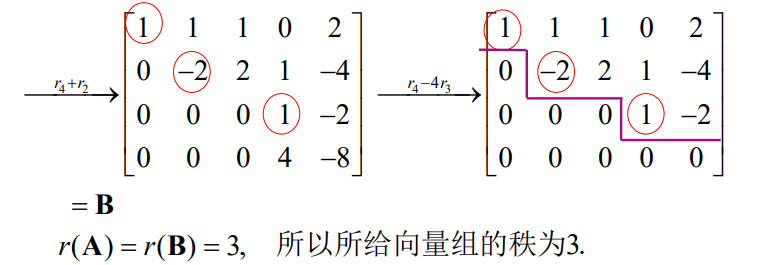 r₄+r₂ → [ 1 1 1 0 2 r₄−4r₃ → [ 1 1 1 0 2
0 −2 2 1 −4 0 −2 2 1 −4
0 0 0 1 −2 0 0 0 1 −2
0 0 0 4 −8 ] 0 0 0 0 0 ]
= B
r(A) = r(B) = 3, 所以所给向量组的秩为3.